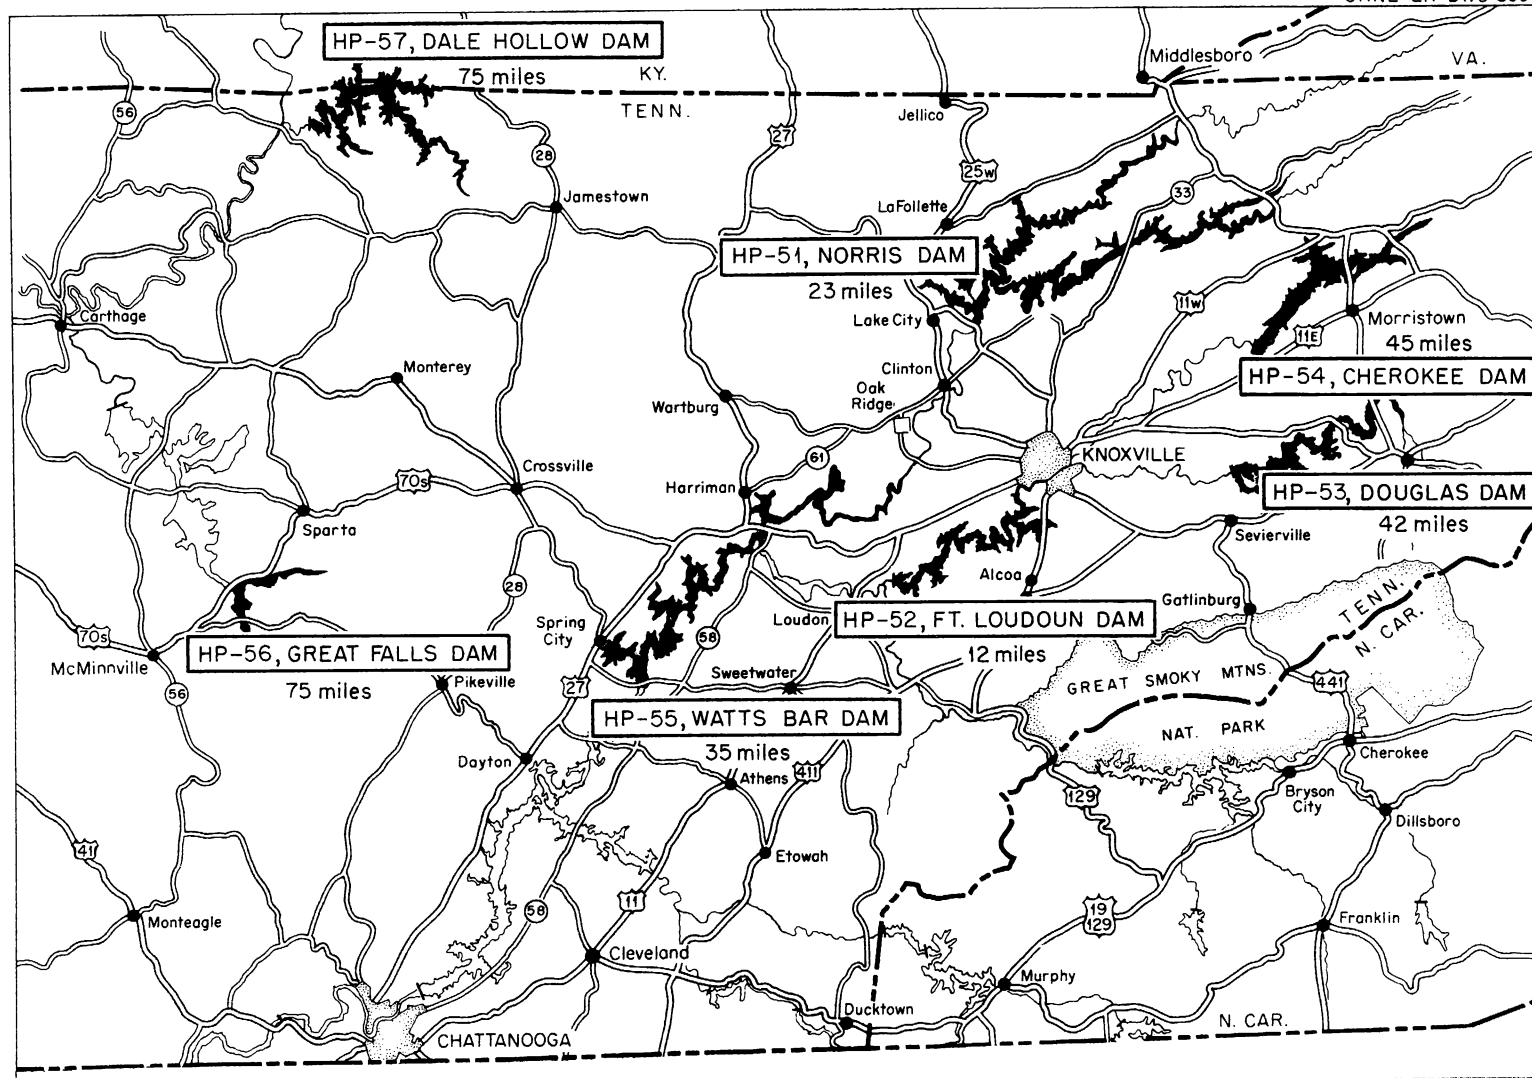 HP-57, DALE HOLLOW DAM
75 miles
KY.
TENN.
Middlesboro
VA.
56
28
27
Jellico
25W
33
Jamestown
LaFollette
HP-51, NORRIS DAM
23 miles
Lake City
11W
11E
Morristown
45 miles
HP-54, CHEROKEE DAM
Carthage
Monterey
Clinton
Oak
Ridge
Wartburg
61
KNOXVILLE
Crossville
70s
Harriman
Sparta
HP-53, DOUGLAS DAM
42 miles
Sevierville
28
Alcoa
Gatlinburg
TENN.
N. CAR.
Spring
City
58
Loudon
HP-52, FT. LOUDOUN DAM
12 miles
70s
McMinnville
HP-56, GREAT FALLS DAM
75 miles
56
Pikeville
27
Sweetwater
GREAT SMOKY MTNS.
NAT. PARK
441
HP-55, WATTS BAR DAM
35 miles
Dayton
Athens
411
129
Cherokee
Bryson
City
Dillsboro
41
Etowah
Monteagle
58
11
19
129
Franklin
Cleveland
Murphy
Ducktown
N. CAR.
CHATTANOOGA